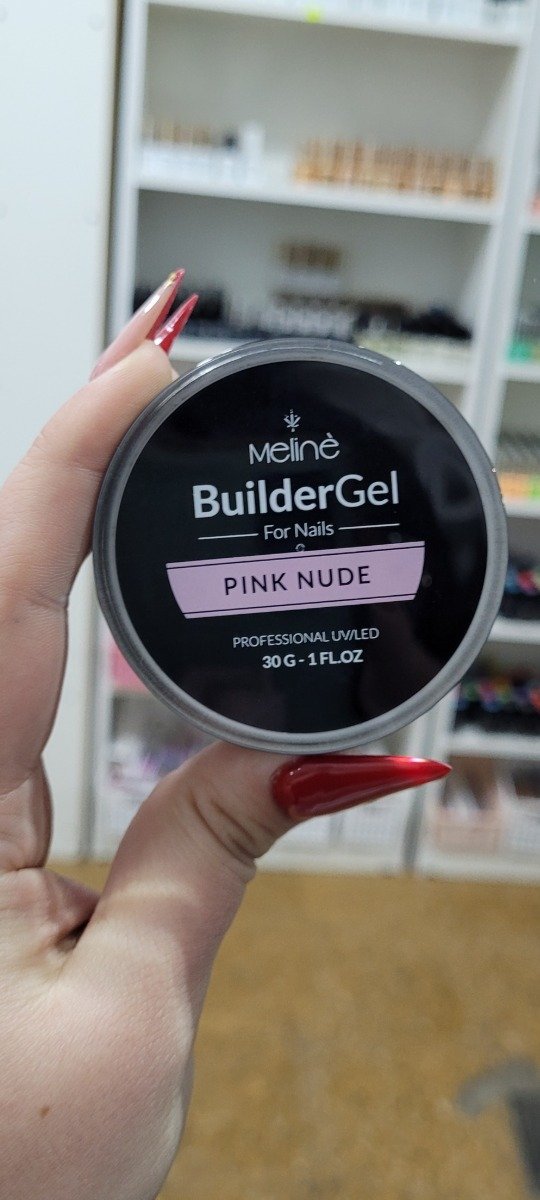 Melinè
BuilderGel
For Nails
PINK NUDE
PROFESSIONAL UV/LED
30 G - 1 FL.OZ